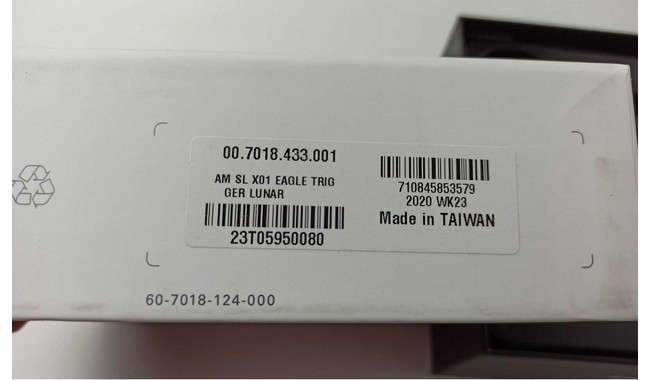 00.7018.433.001
AM SL X01 EAGLE TRIG
GER LUNAR
23T05950080
710845853579
2020 WK23
Made in TAIWAN
60-7018-124-000